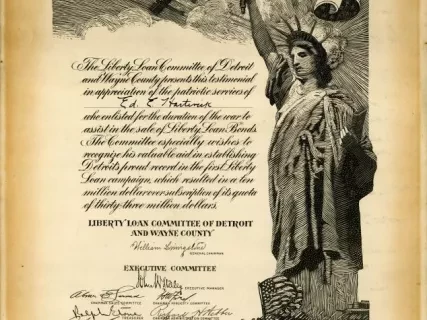 The Liberty Loan Committee of Detroit
and Wayne County presents this testimonial
in appreciation of the patriotic services of
Ed. E. Hartwick
who enlisted for the duration of the war to
assist in the sale of Liberty Loan Bonds.
The Committee especially wishes to
recognize his valuable aid in establishing
Detroit's proud record in the first Liberty
Loan campaign, which resulted in a ten
million dollar over subscription of its quota
of thirty-three million dollars.
LIBERTY LOAN COMMITTEE OF DETROIT
AND WAYNE COUNTY
William Livingstone
GENERAL CHAIRMAN
EXECUTIVE COMMITTEE
EXECUTIVE MANAGER
Ralph Stone